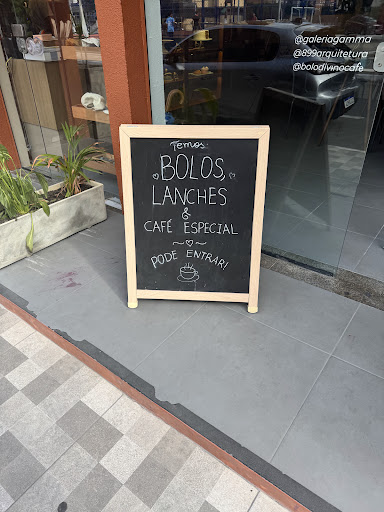 @galeriagamma
@899arquitetura
@bolodivinocafe
Temos:
BOLOS,
LANCHES
&
CAFÉ ESPECIAL
PODE ENTRAR!